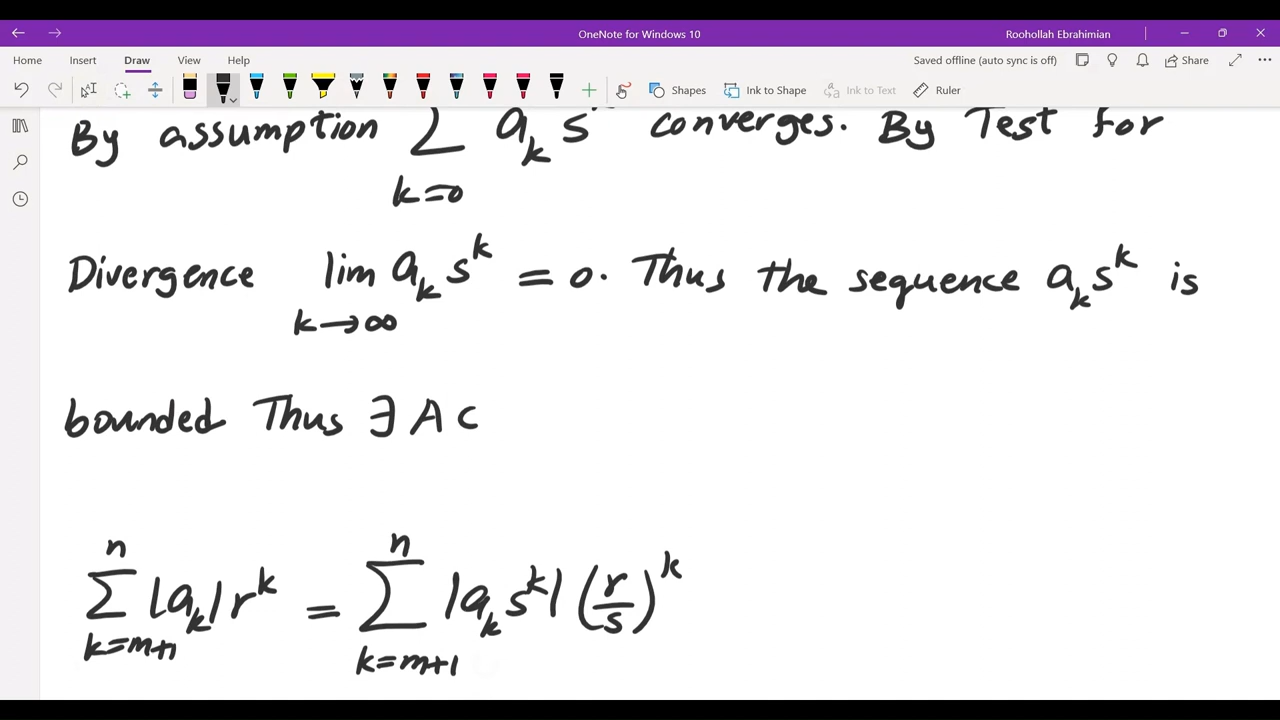 OneNote for Windows 10
Roohollah Ebrahimian
Home Insert Draw View Help
Saved offline (auto sync is off) Share
Shapes Ink to Shape Ink to Text Ruler
By assumption ∑ a_k s converges. By Test for
k=0
Divergence lim a_k s^k = 0. Thus the sequence a_k s^k is
k→∞
bounded Thus ∃ A c
n n
∑ |a_k| r^k = ∑ |a_k s^k| (r/s)^k
k=m+1 k=m+1